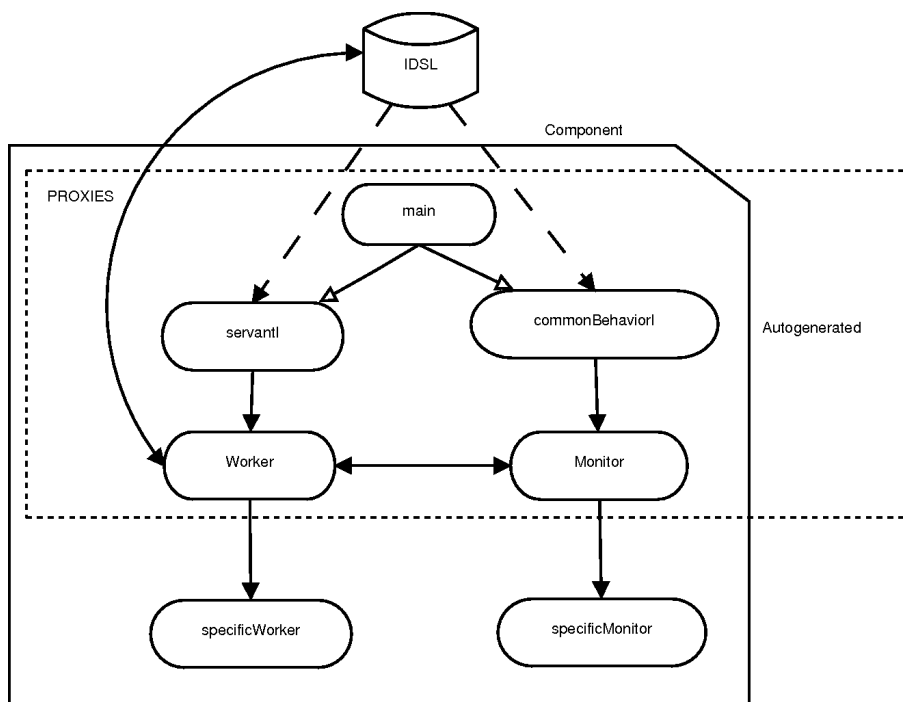 IDSL
Component
PROXIES
main
servantI
commonBehaviorI
Autogenerated
Worker
Monitor
specificWorker
specificMonitor